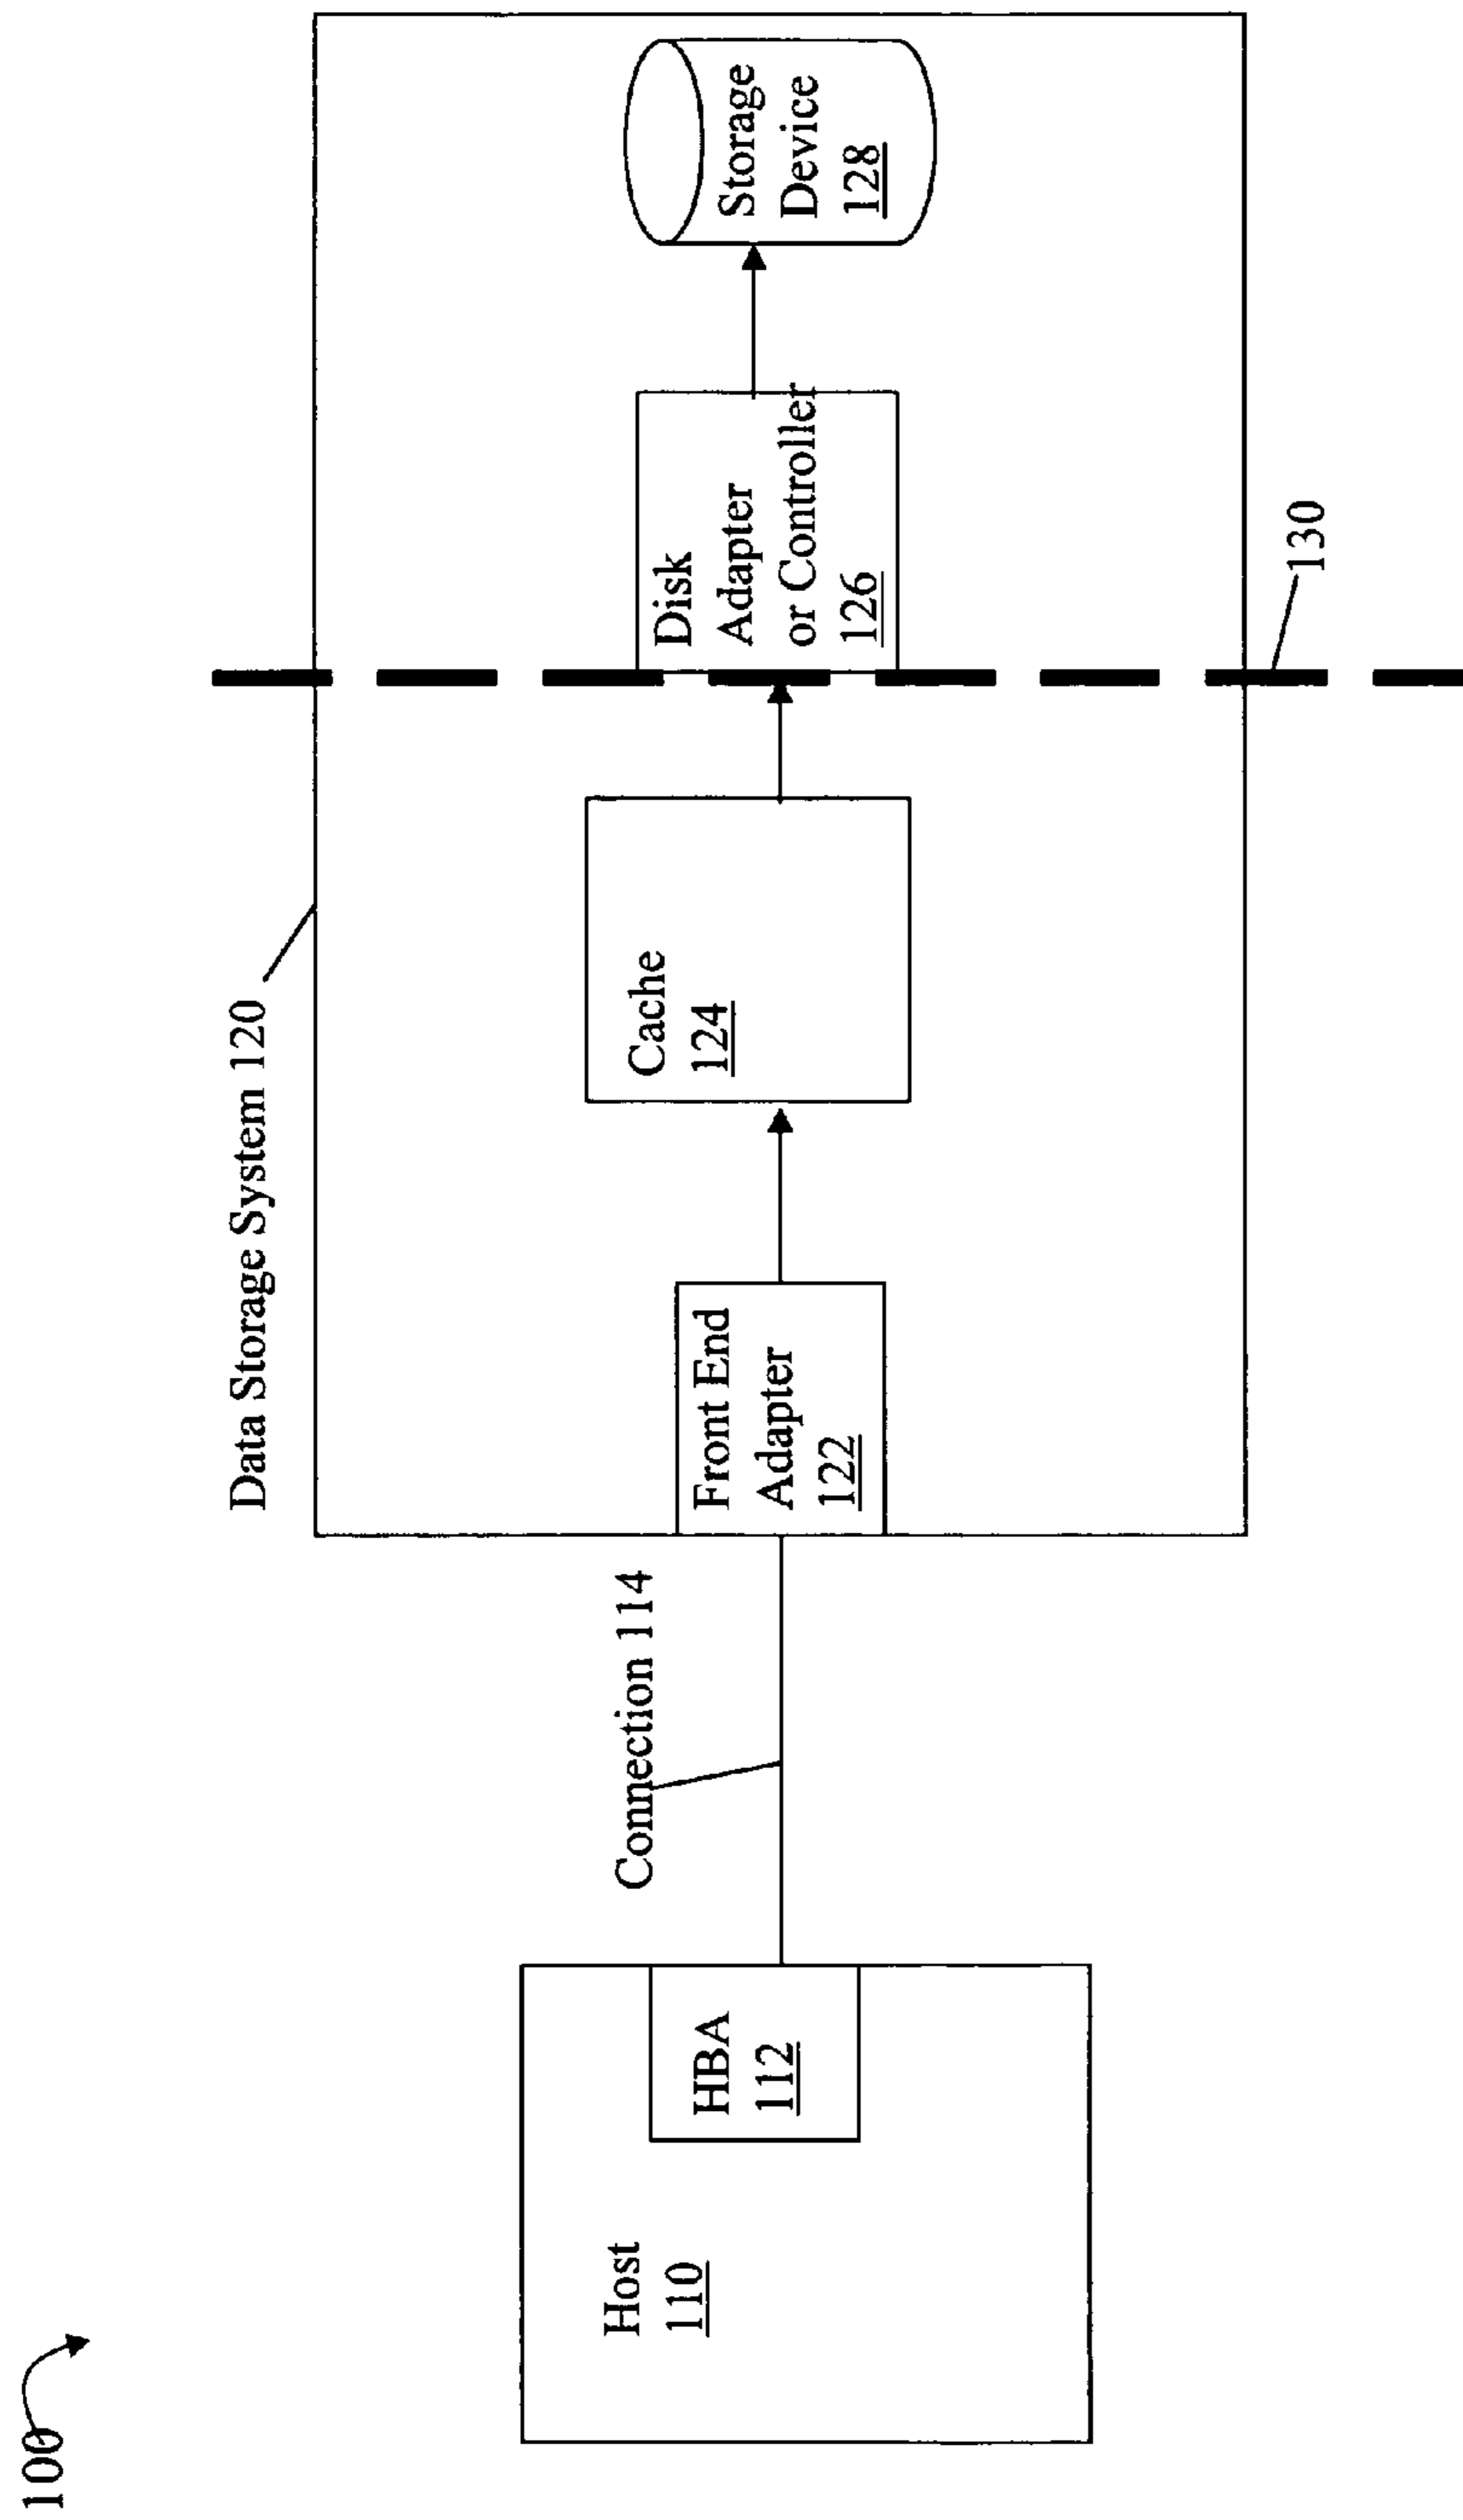 100
Host
110
HBA
112
Connection 114
Data Storage System 120
Front End
Adapter
122
Cache
124
Disk
Adapter
or Controller
126
Storage
Device
128
130